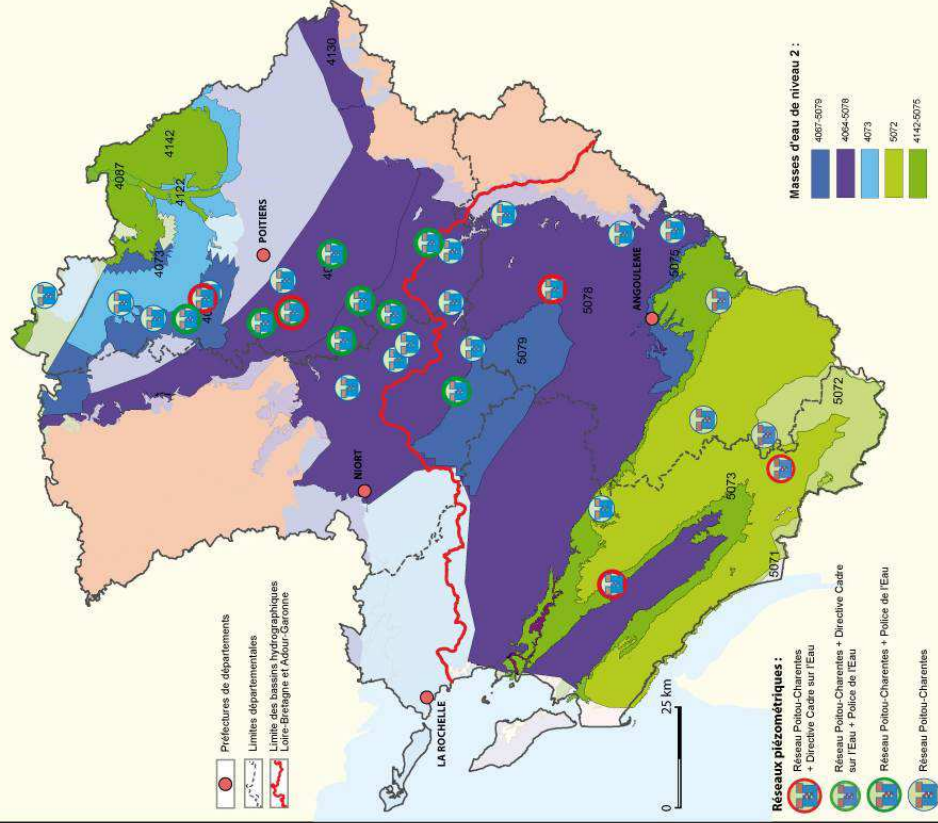 Préfectures de départements
Limites départementales
Limite des bassins hydrographiques
Loire-Bretagne et Adour-Garonne
4130
4087
4142
4122
4073
POITIERS
NIORT
5078
5079
ANGOULEME
5075
LA ROCHELLE
5072
5073
5071
0 25 km
Masses d'eau de niveau 2 :
4067-5079
4064-5078
4073
5072
4142-5075
Réseaux piézométriques :
Réseau Poitou-Charentes
+ Directive Cadre sur l'Eau
Réseau Poitou-Charentes + Directive Cadre
sur l'Eau + Police de l'Eau
Réseau Poitou-Charentes + Police de l'Eau
Réseau Poitou-Charentes